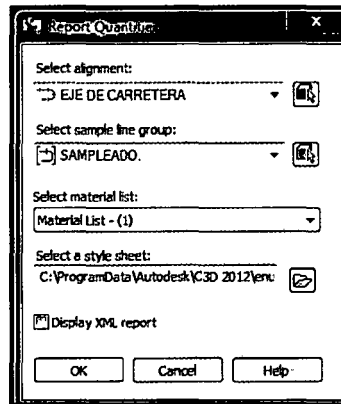 Report Quantities
Select alignment:
EJE DE CARRETERA
Select sample line group:
SAMPLEADO.
Select material list:
Material List - (1)
Select a style sheet:
C:\ProgramData\Autodesk\C3D 2012\enu
Display XML report
OK
Cancel
Help